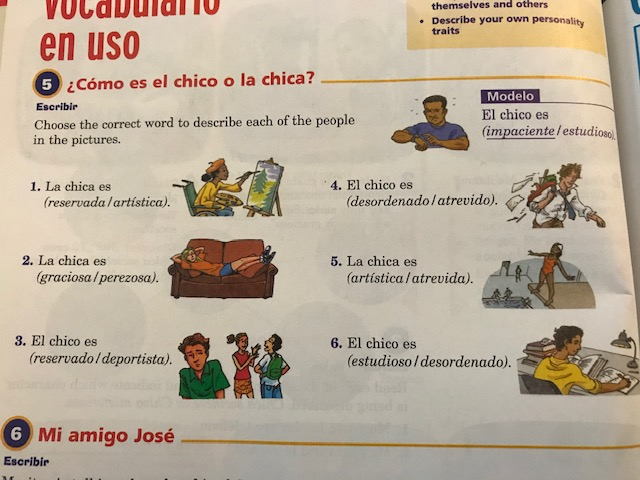 Vocabulario
en uso
themselves and others
• Describe your own personality
traits
5 ¿Cómo es el chico o la chica?
Escribir
Choose the correct word to describe each of the people
in the pictures.
Modelo
El chico es
(impaciente / estudioso).
1. La chica es
(reservada / artística).
2. La chica es
(graciosa / perezosa).
3. El chico es
(reservado / deportista).
4. El chico es
(desordenado / atrevido).
5. La chica es
(artística / atrevida).
6. El chico es
(estudioso / desordenado).
6 Mi amigo José
Escribir